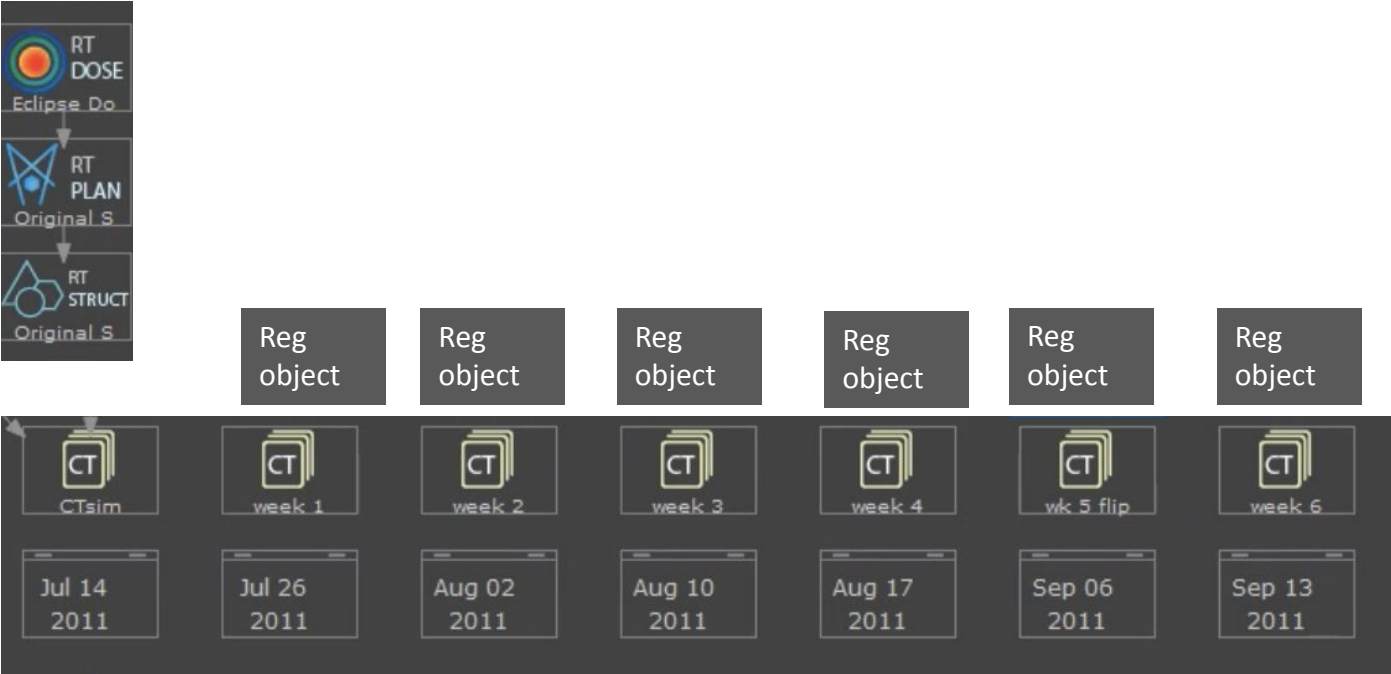 RT
DOSE
Eclipse Do
RT
PLAN
Original S
RT
STRUCT
Original S
Reg
object
Reg
object
Reg
object
Reg
object
Reg
object
Reg
object
CT
CTsim
CT
week 1
CT
week 2
CT
week 3
CT
week 4
CT
wk 5 flip
CT
week 6
Jul 14
2011
Jul 26
2011
Aug 02
2011
Aug 10
2011
Aug 17
2011
Sep 06
2011
Sep 13
2011